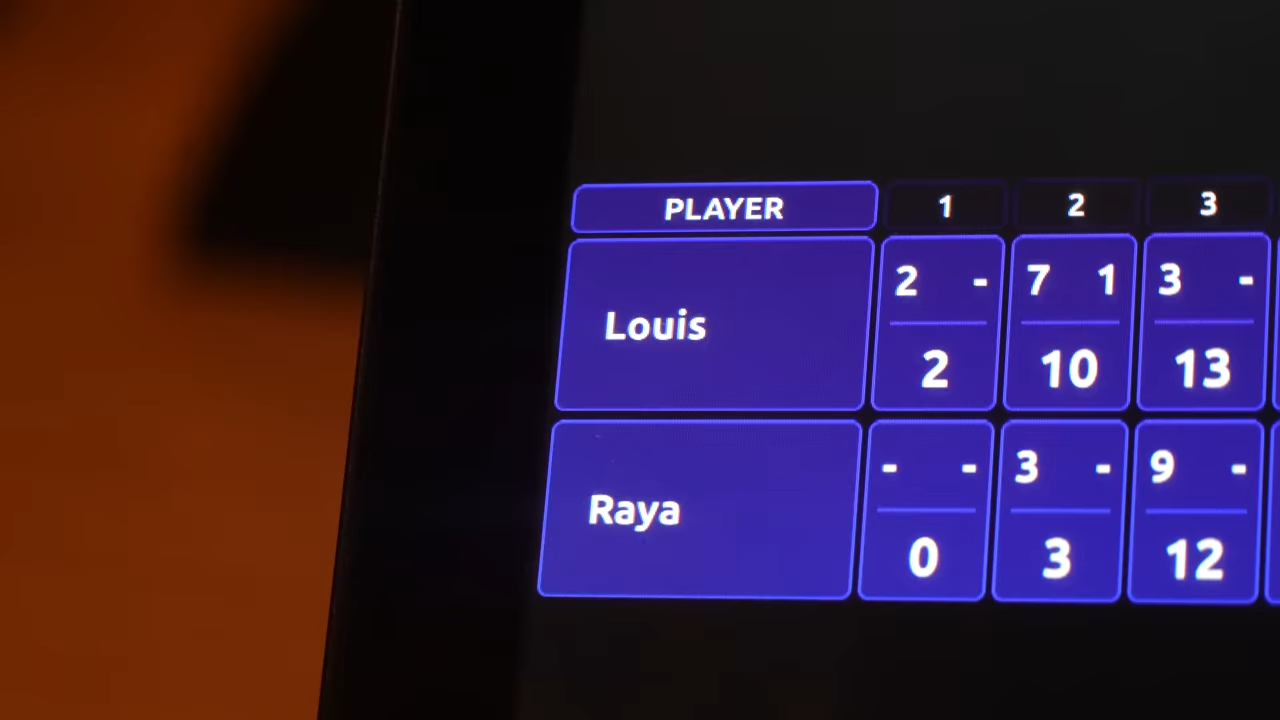 PLAYER 1 2 3
2 - 7 1 3 -
Louis
2 10 13
- - 3 - 9 -
Raya
0 3 12